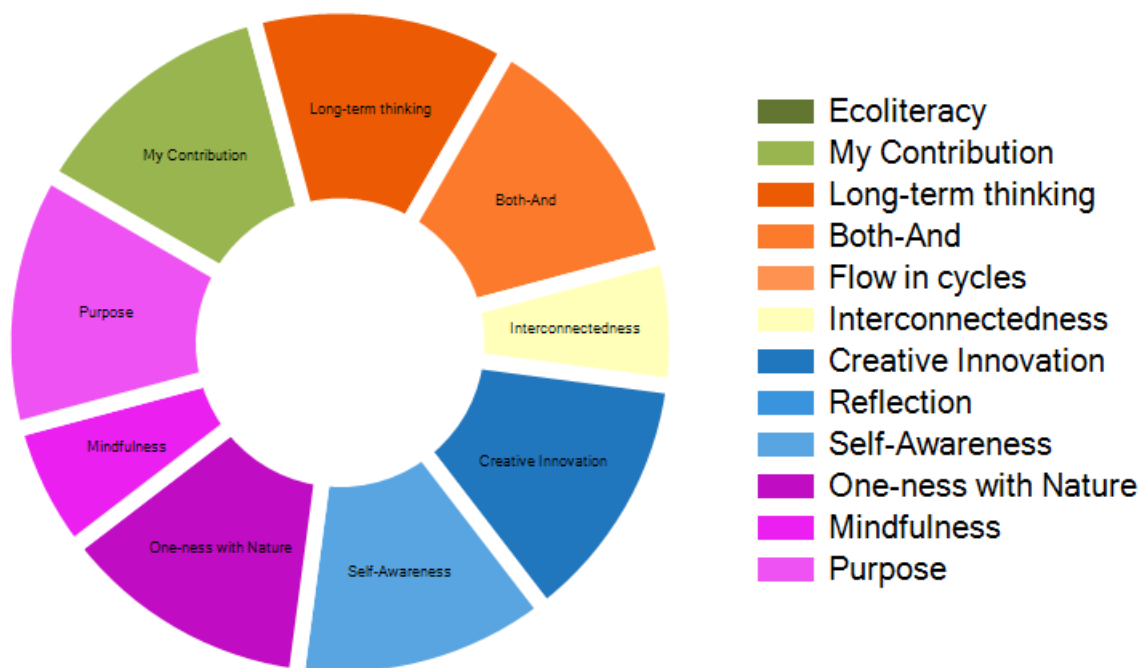 Long-term thinking
My Contribution
Both-And
Purpose
Interconnectedness
Mindfulness
Creative Innovation
One-ness with Nature
Self-Awareness
Ecoliteracy
My Contribution
Long-term thinking
Both-And
Flow in cycles
Interconnectedness
Creative Innovation
Reflection
Self-Awareness
One-ness with Nature
Mindfulness
Purpose